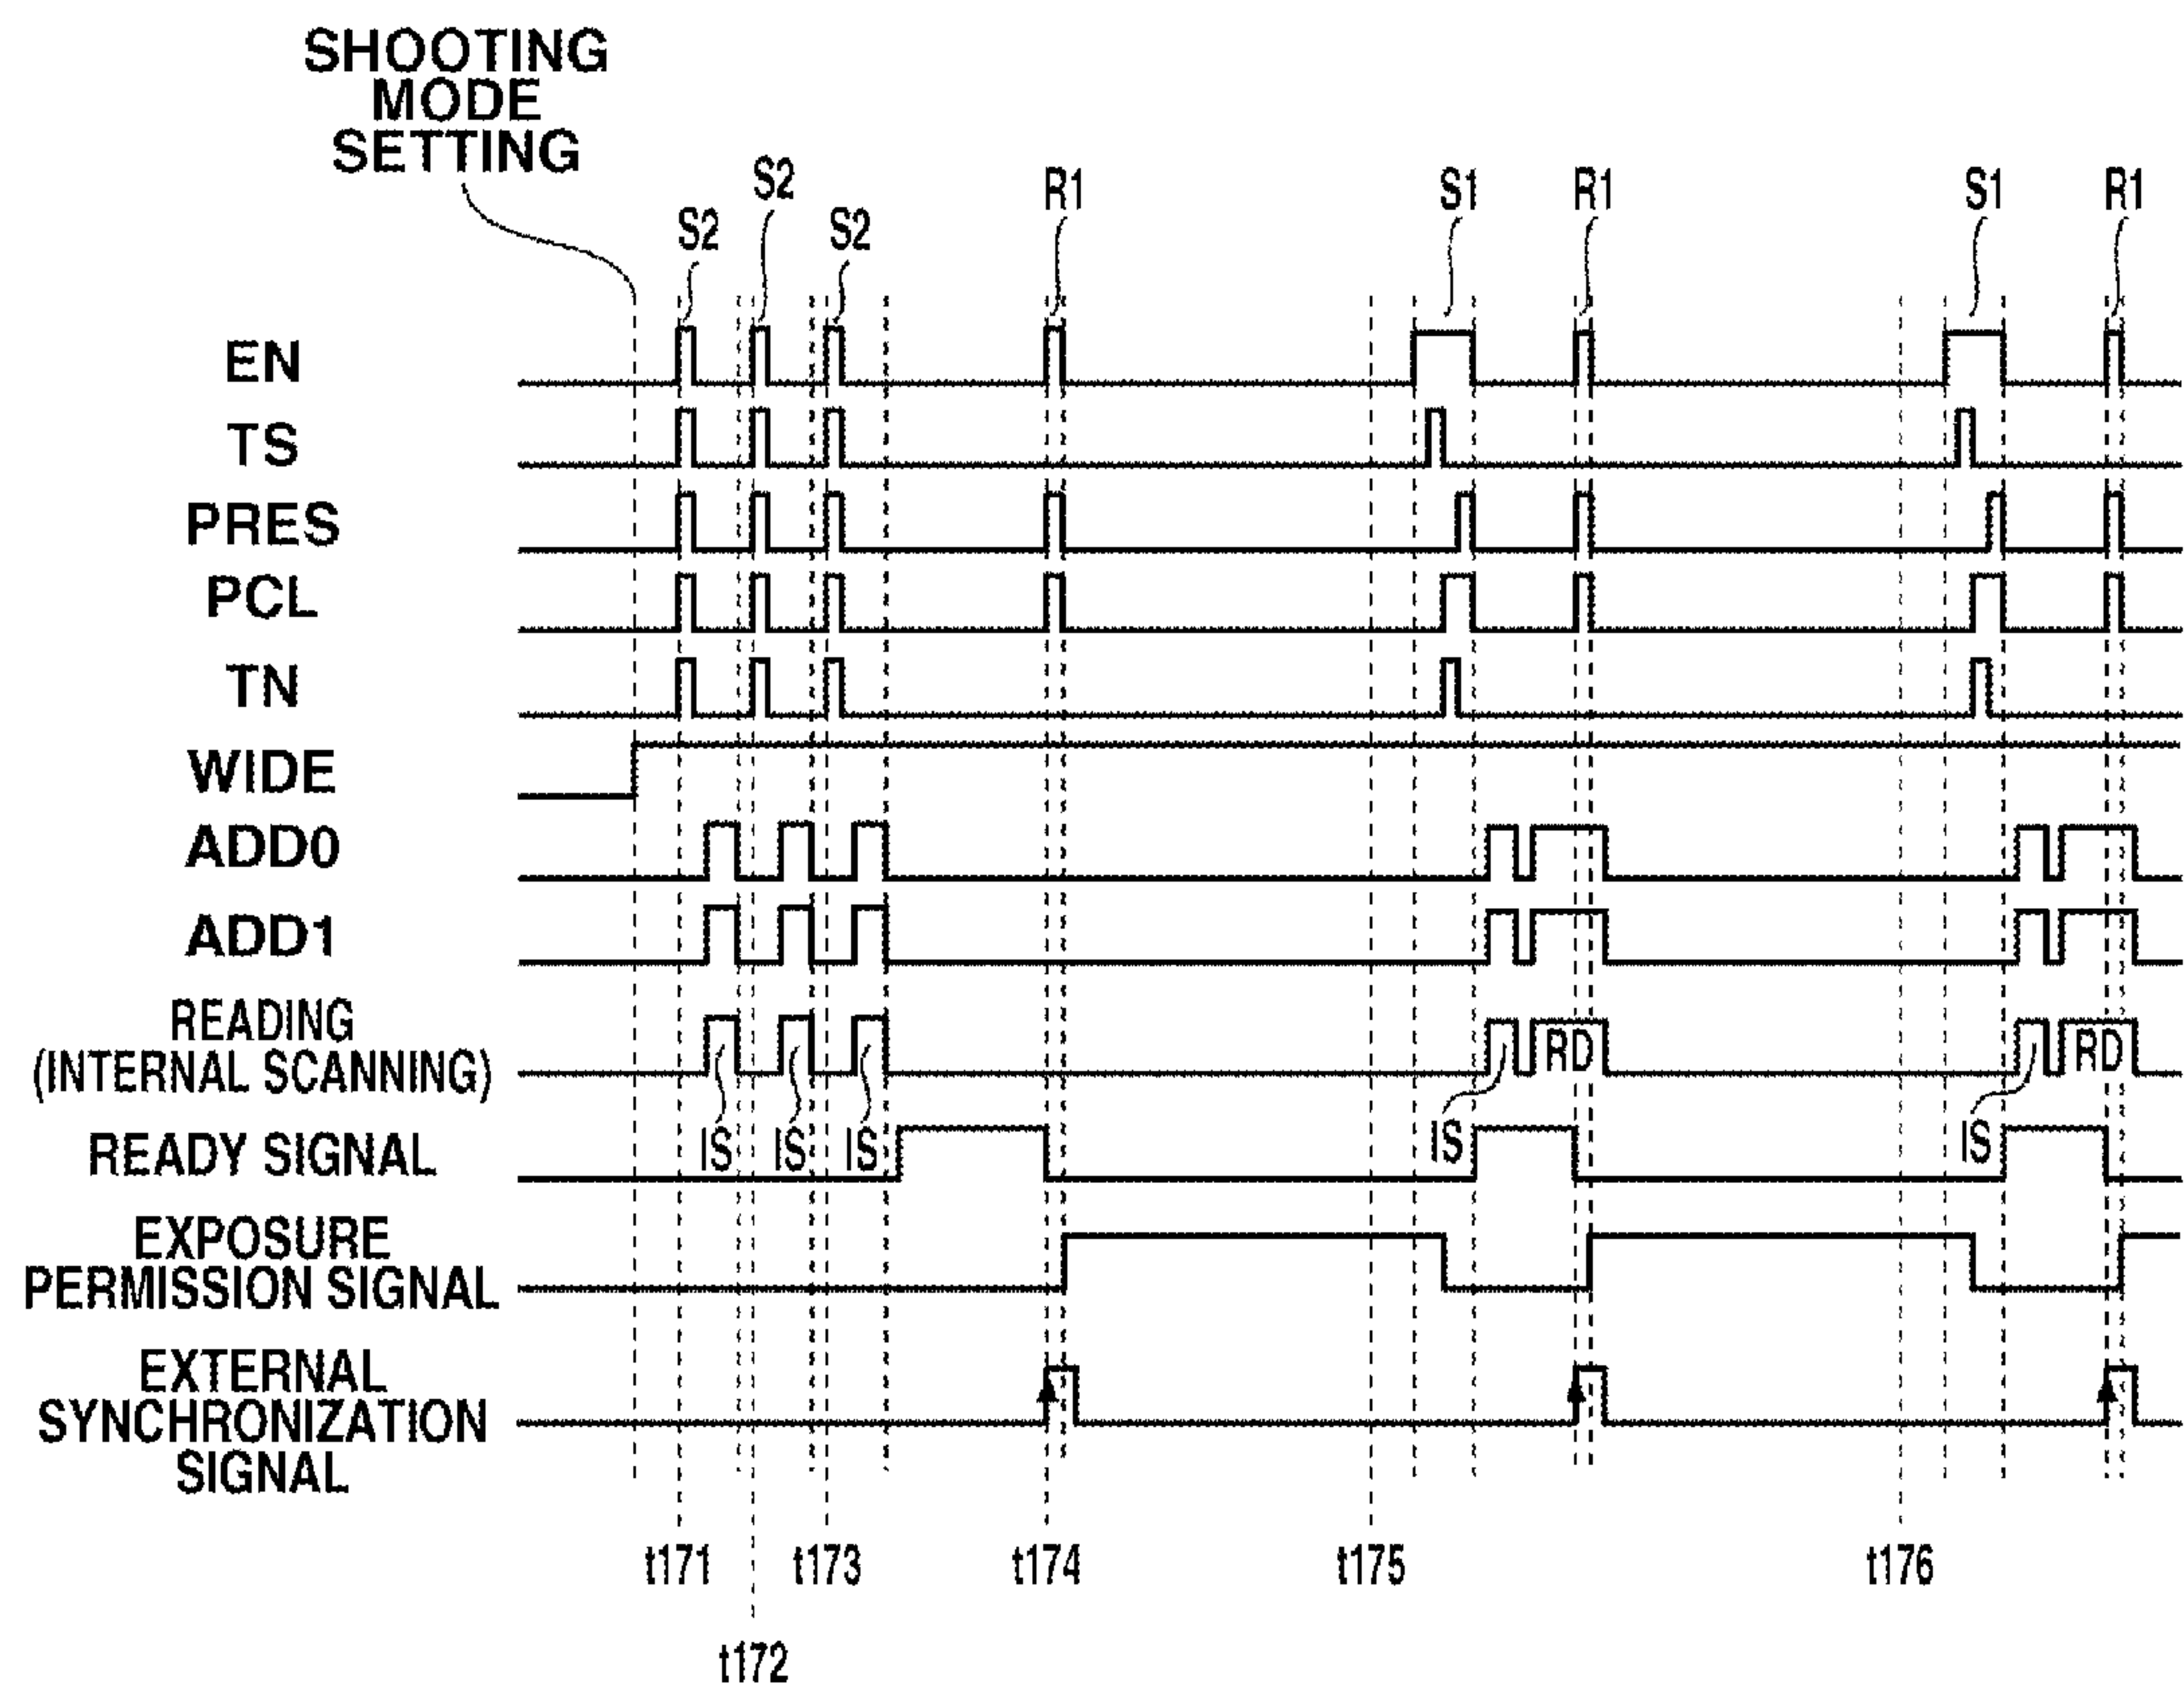 SHOOTING
MODE
SETTING
S2
S2
S2
R1
S1
R1
S1
R1
EN
TS
PRES
PCL
TN
WIDE
ADD0
ADD1
READING
(INTERNAL SCANNING)
RD
RD
IS
IS
IS
IS
IS
READY SIGNAL
EXPOSURE
PERMISSION SIGNAL
EXTERNAL
SYNCHRONIZATION
SIGNAL
t171
t173
t174
t175
t176
t172